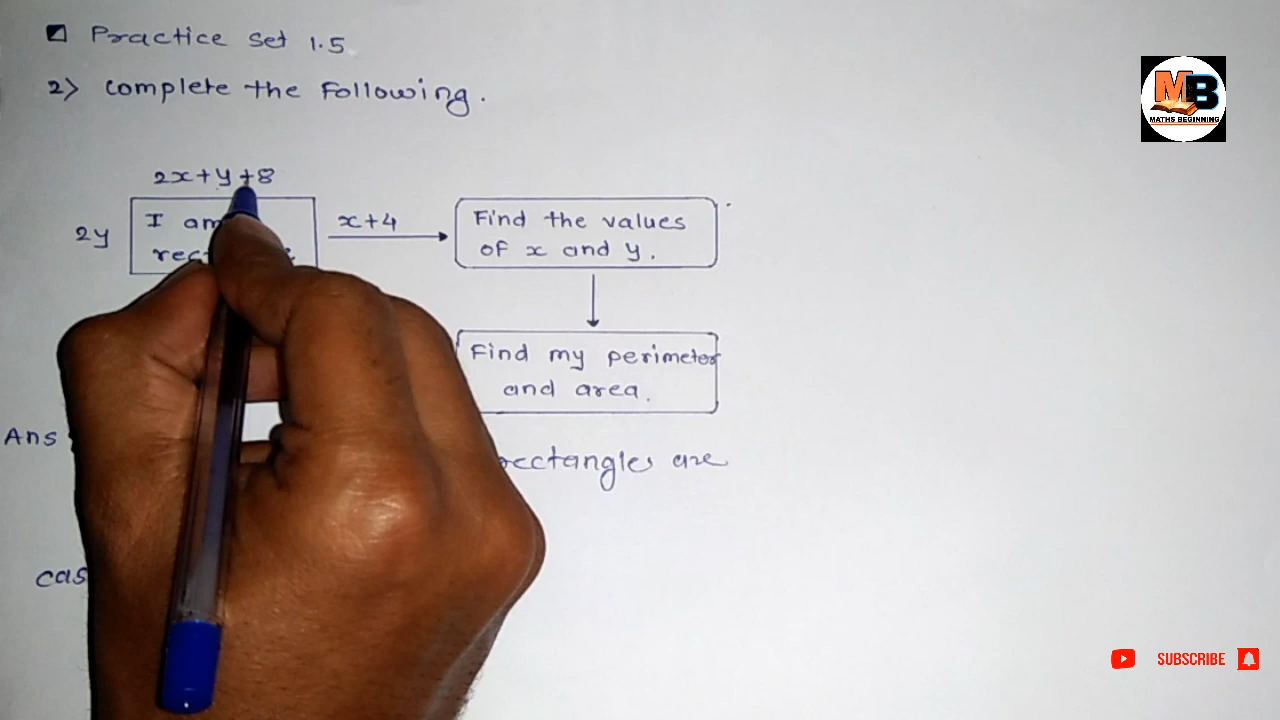 Practice set 1.5
2) Complete the Following.
MB
MATHS BEGINNING
2x+y+8
2y
I am
x+4
Find the values
of x and y.
Find my perimeter
and area.
Ans
rectangles are
SUBSCRIBE